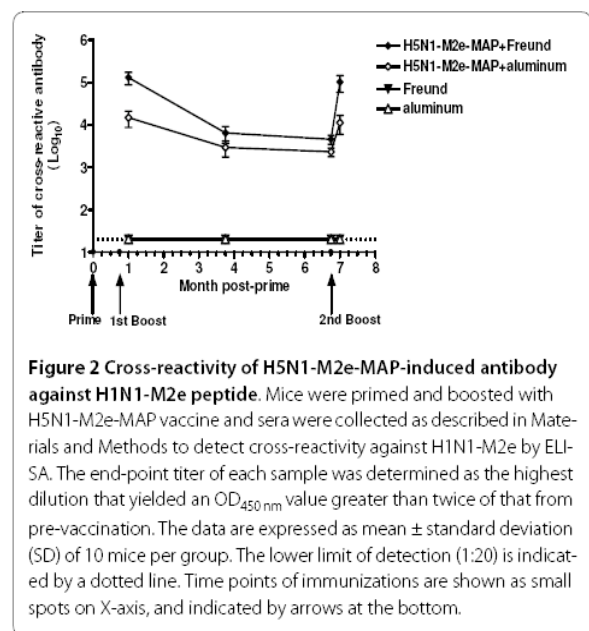 6
5
4
3
2
1
Titer of cross-reactive antibody
(Log10)
0 1 2 3 4 5 6 7 8
Month post-prime
Prime 1st Boost 2nd Boost
H5N1-M2e-MAP+Freund
H5N1-M2e-MAP+aluminum
Freund
aluminum
Figure 2 Cross-reactivity of H5N1-M2e-MAP-induced antibody
against H1N1-M2e peptide. Mice were primed and boosted with
H5N1-M2e-MAP vaccine and sera were collected as described in Mate-
rials and Methods to detect cross-reactivity against H1N1-M2e by ELI-
SA. The end-point titer of each sample was determined as the highest
dilution that yielded an OD450 nm value greater than twice of that from
pre-vaccination. The data are expressed as mean ± standard deviation
(SD) of 10 mice per group. The lower limit of detection (1:20) is indicat-
ed by a dotted line. Time points of immunizations are shown as small
spots on X-axis, and indicated by arrows at the bottom.